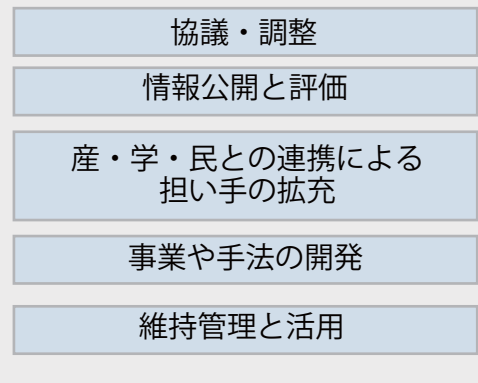 協議・調整
情報公開と評価
産・学・民との連携による
担い手の拡充
事業や手法の開発
維持管理と活用